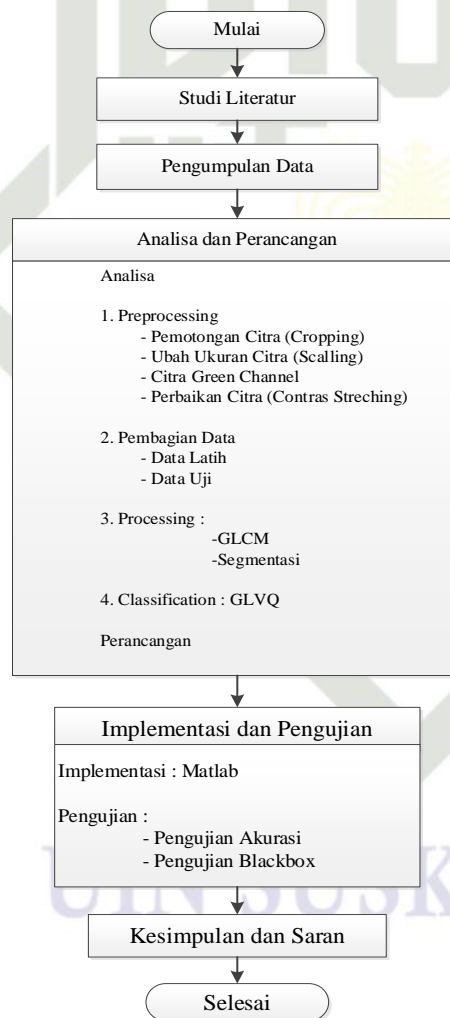 Mulai
Studi Literatur
Pengumpulan Data
Analisa dan Perancangan
Analisa
1. Preprocessing
- Pemotongan Citra (Cropping)
- Ubah Ukuran Citra (Scalling)
- Citra Green Channel
- Perbaikan Citra (Contras Streching)
2. Pembagian Data
- Data Latih
- Data Uji
3. Processing :
-GLCM
-Segmentasi
4. Classification : GLVQ
Perancangan
Implementasi dan Pengujian
Implementasi : Matlab
Pengujian :
- Pengujian Akurasi
- Pengujian Blackbox
UIN SUSK
Kesimpulan dan Saran
Selesai